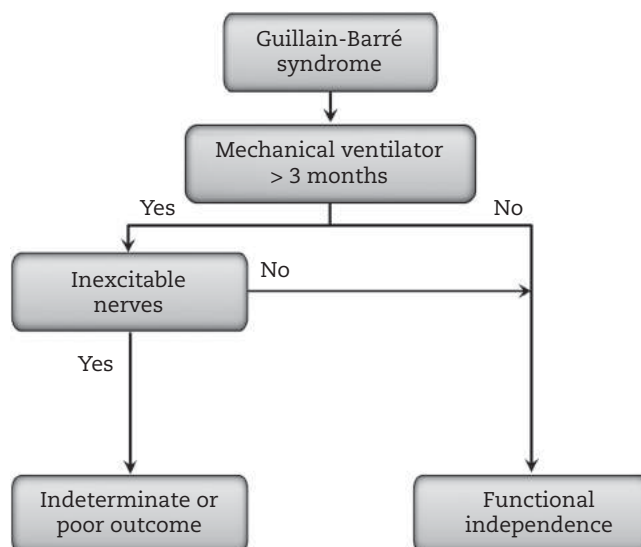 Guillain-Barré
syndrome
Mechanical ventilator
> 3 months
Yes
No
Inexcitable
nerves
No
Yes
Indeterminate or
poor outcome
Functional
independence